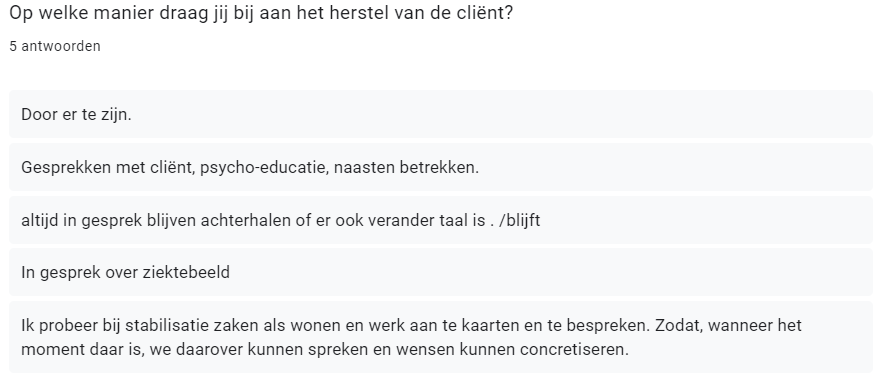 Op welke manier draag jij bij aan het herstel van de cliënt?
5 antwoorden
Door er te zijn.
Gesprekken met cliënt, psycho-educatie, naasten betrekken.
altijd in gesprek blijven achterhalen of er ook verander taal is . /blijft
In gesprek over ziektebeeld
Ik probeer bij stabilisatie zaken als wonen en werk aan te kaarten en te bespreken. Zodat, wanneer het
moment daar is, we daarover kunnen spreken en wensen kunnen concretiseren.